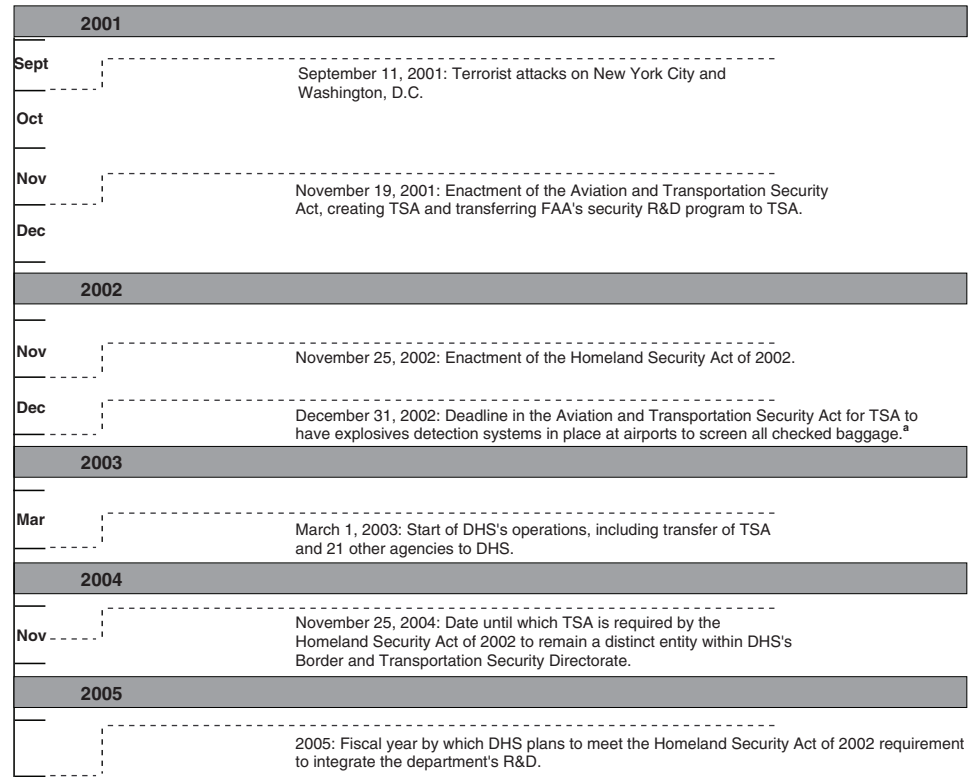 2001
Sept
September 11, 2001: Terrorist attacks on New York City and
Washington, D.C.
Oct
Nov
November 19, 2001: Enactment of the Aviation and Transportation Security
Act, creating TSA and transferring FAA's security R&D program to TSA.
Dec
2002
Nov
November 25, 2002: Enactment of the Homeland Security Act of 2002.
Dec
December 31, 2002: Deadline in the Aviation and Transportation Security Act for TSA to
have explosives detection systems in place at airports to screen all checked baggage.a
2003
Mar
March 1, 2003: Start of DHS's operations, including transfer of TSA
and 21 other agencies to DHS.
2004
Nov
November 25, 2004: Date until which TSA is required by the
Homeland Security Act of 2002 to remain a distinct entity within DHS's
Border and Transportation Security Directorate.
2005
2005: Fiscal year by which DHS plans to meet the Homeland Security Act of 2002 requirement
to integrate the department's R&D.